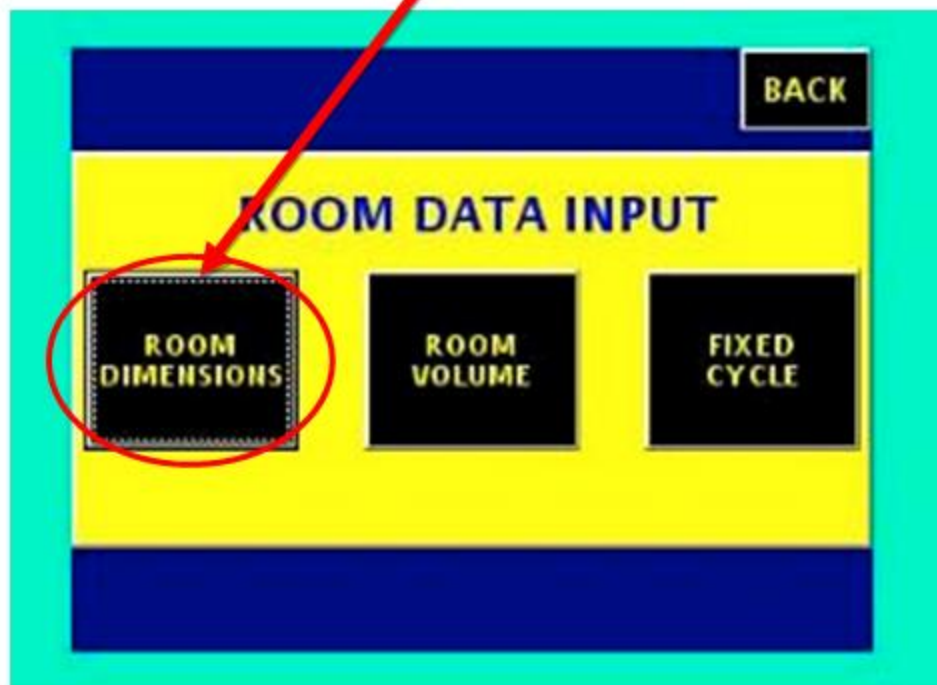 BACK
ROOM DATA INPUT
ROOM
DIMENSIONS
ROOM
VOLUME
FIXED
CYCLE